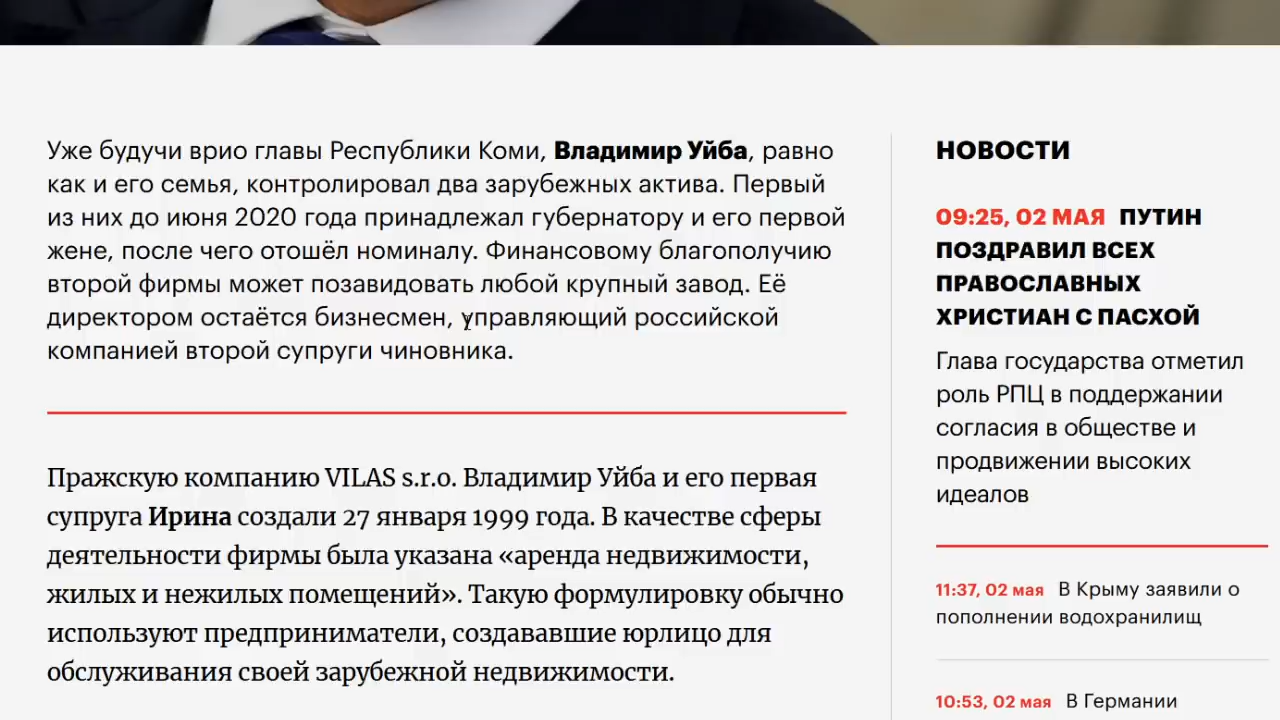 Уже будучи врио главы Республики Коми, Владимир Уйба, равно
как и его семья, контролировал два зарубежных актива. Первый
из них до июня 2020 года принадлежал губернатору и его первой
жене, после чего отошёл номиналу. Финансовому благополучию
второй фирмы может позавидовать любой крупный завод. Её
директором остаётся бизнесмен, управляющий российской
компанией второй супруги чиновника.
Пражскую компанию VILAS s.r.o. Владимир Уйба и его первая
супруга Ирина создали 27 января 1999 года. В качестве сферы
деятельности фирмы была указана «аренда недвижимости,
жилых и нежилых помещений». Такую формулировку обычно
используют предприниматели, создававшие юрлицо для
обслуживания своей зарубежной недвижимости.
НОВОСТИ
09:25, 02 МАЯ ПУТИН
ПОЗДРАВИЛ ВСЕХ
ПРАВОСЛАВНЫХ
ХРИСТИАН С ПАСХОЙ
Глава государства отметил
роль РПЦ в поддержании
согласия в обществе и
продвижении высоких
идеалов
11:37, 02 мая В Крыму заявили о
пополнении водохранилищ
10:53, 02 мая В Германии